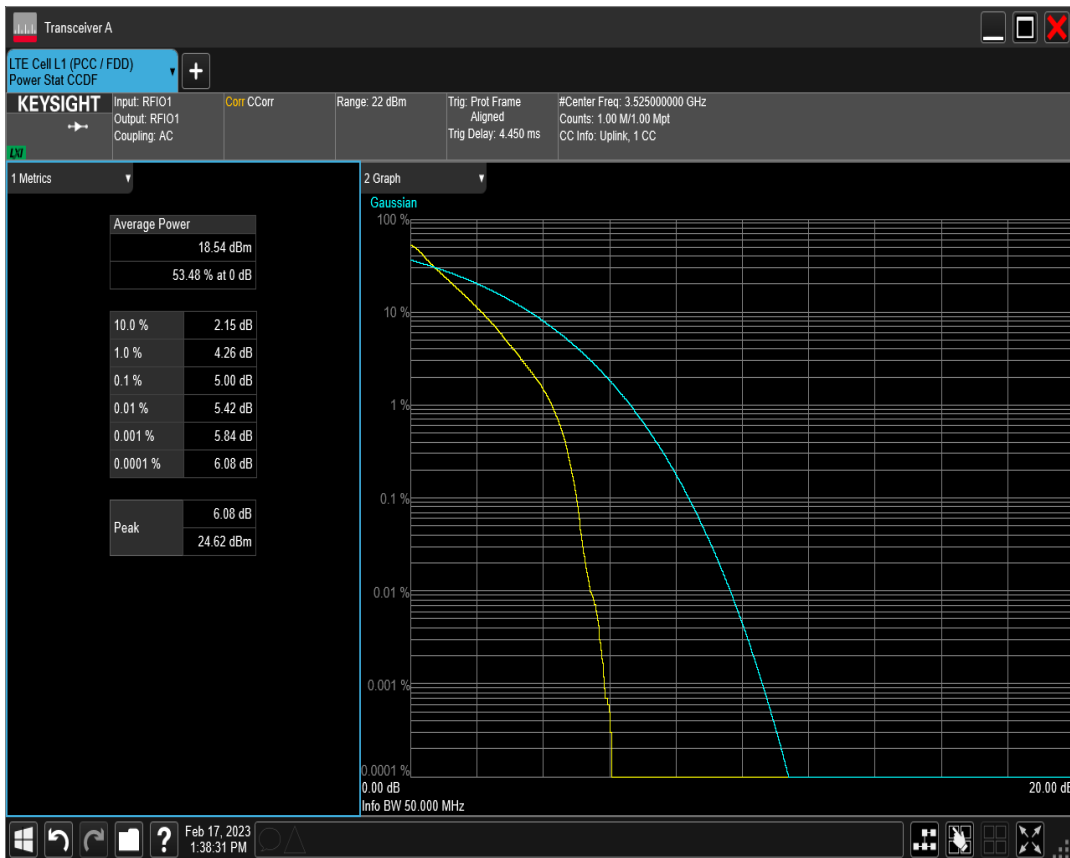 Transceiver A
LTE Cell L1 (PCC / FDD)
Power Stat CCDF
+
KEYSIGHT
LXI
Input: RFIO1
Output: RFIO1
Coupling: AC
Corr CCorr
Range: 22 dBm
Trig: Prot Frame
Aligned
Trig Delay: 4.450 ms
#Center Freq: 3.525000000 GHz
Counts: 1.00 M/1.00 Mpt
CC Info: Uplink, 1 CC
1 Metrics
Average Power
18.54 dBm
53.48 % at 0 dB
10.0 % 2.15 dB
1.0 % 4.26 dB
0.1 % 5.00 dB
0.01 % 5.42 dB
0.001 % 5.84 dB
0.0001 % 6.08 dB
Peak
6.08 dB
24.62 dBm
2 Graph
Gaussian
100 %
10 %
1 %
0.1 %
0.01 %
0.001 %
0.0001 %
0.00 dB 20.00 dB
Info BW 50.000 MHz
?
Feb 17, 2023
1:38:31 PM